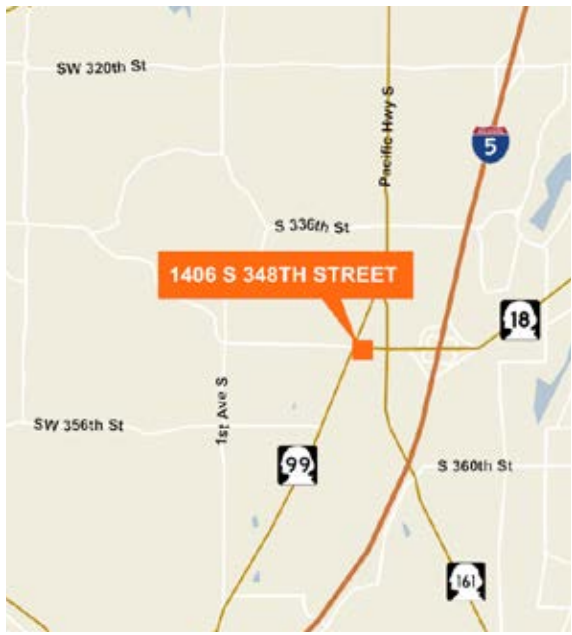 SW 320th St
Pacific Hwy S
5
S 336th St
1406 S 348TH STREET
18
1st Ave S
SW 356th St
99
S 360th St
161